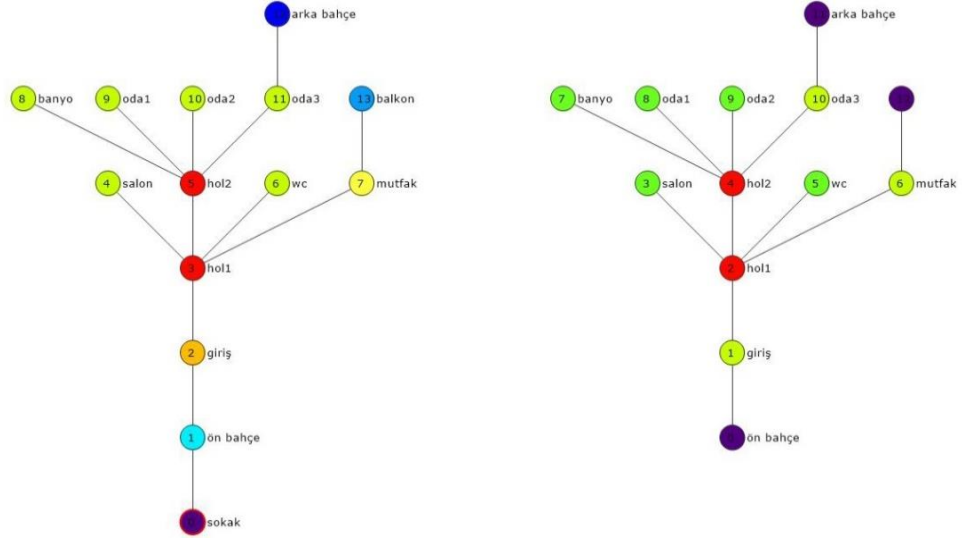 arka bahçe
8 banyo 9 oda1 10 oda2 11 oda3 13 balkon
4 salon 5 hol2 6 wc 7 mutfak
3 hol1
2 giriş
1 ön bahçe
0 sokak
arka bahçe
7 banyo 8 oda1 9 oda2 10 oda3
3 salon 4 hol2 5 wc 6 mutfak
2 hol1
1 giriş
ön bahçe